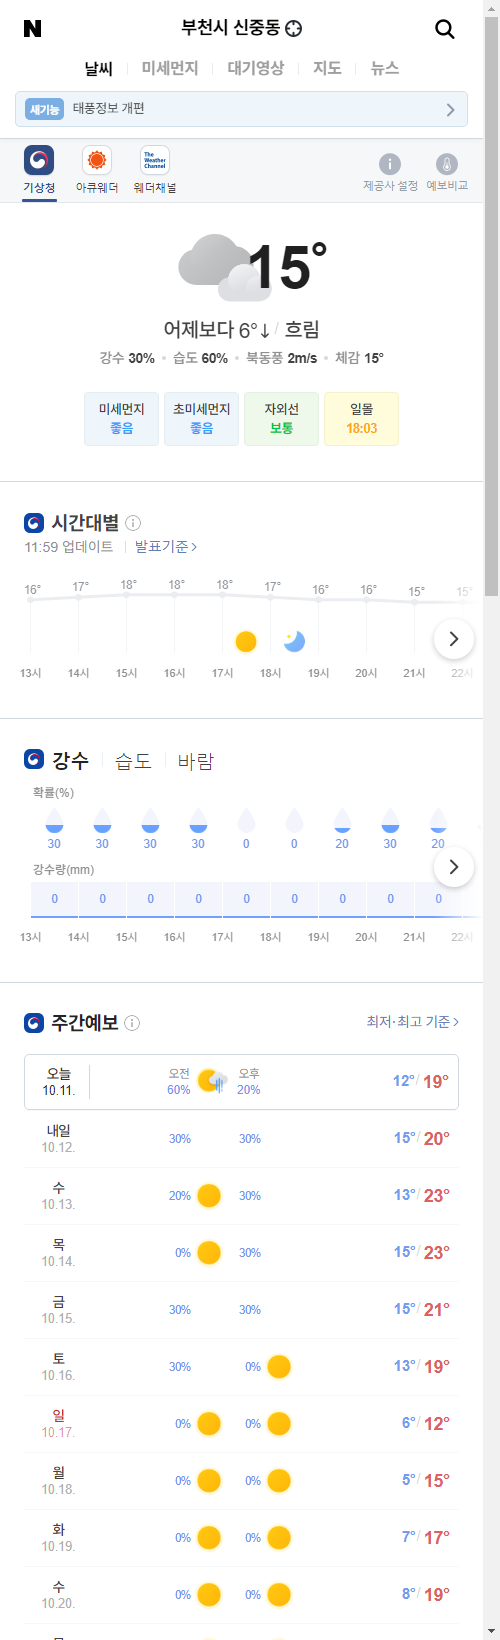 N 부천시 신중동
날씨 미세먼지 대기영상 지도 뉴스
새기능 태풍정보 개편
The Weather Channel
기상청 아큐웨더 웨더채널 제공사 설정 예보비교
15°
어제보다 6°↓ / 흐림
강수 30% • 습도 60% • 북동풍 2m/s • 체감 15°
미세먼지 초미세먼지 자외선 일몰
좋음 좋음 보통 18:03
시간대별
11:59 업데이트 발표기준 >
16° 17° 18° 18° 18° 17° 16° 16° 15° 15°
13시 14시 15시 16시 17시 18시 19시 20시 21시 22시
강수 습도 바람
확률(%)
30 30 30 30 0 0 20 30 20
강수량(mm)
0 0 0 0 0 0 0 0 0
13시 14시 15시 16시 17시 18시 19시 20시 21시 22시
주간예보 최저·최고 기준 >
오늘 오전 오후
10.11. 60% 20% 12°/ 19°
내일
10.12. 30% 30% 15°/ 20°
수
10.13. 20% 30% 13°/ 23°
목
10.14. 0% 30% 15°/ 23°
금
10.15. 30% 30% 15°/ 21°
토
10.16. 30% 0% 13°/ 19°
일
10.17. 0% 0% 6°/ 12°
월
10.18. 0% 0% 5°/ 15°
화
10.19. 0% 0% 7°/ 17°
수
10.20. 0% 0% 8°/ 19°